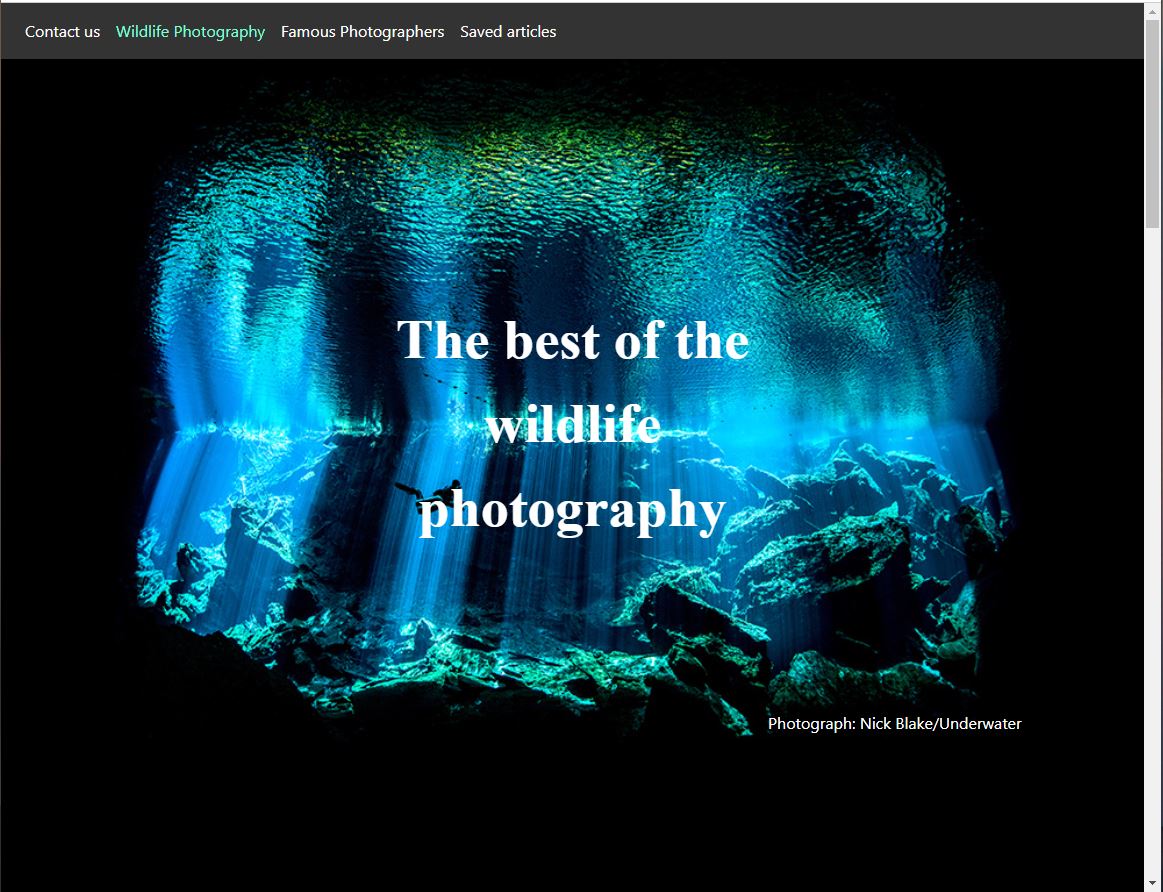 Contact us Wildlife Photography Famous Photographers Saved articles
The best of the
wildlife
photography
Photograph: Nick Blake/Underwater